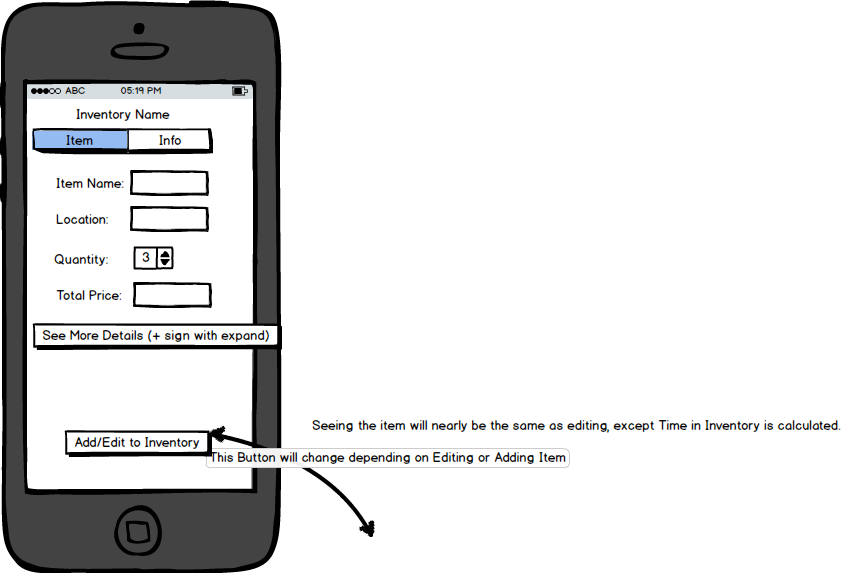 ABC 05:19 PM
Inventory Name
Item Info
Item Name:
Location:
Quantity: 3
Total Price:
See More Details (+ sign with expand)
Seeing the item will nearly be the same as editing, except Time in Inventory is calculated.
Add/Edit to Inventory
This Button will change depending on Editing or Adding Item